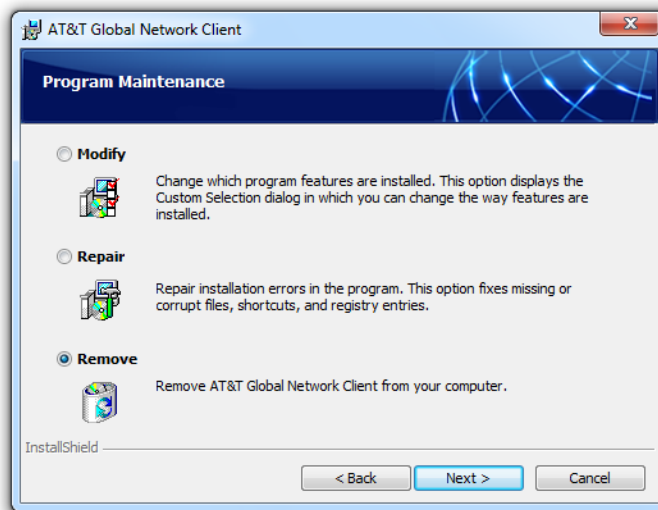 AT&T Global Network Client
Program Maintenance
Modify
Change which program features are installed. This option displays the
Custom Selection dialog in which you can change the way features are
installed.
Repair
Repair installation errors in the program. This option fixes missing or
corrupt files, shortcuts, and registry entries.
Remove
Remove AT&T Global Network Client from your computer.
InstallShield
< Back
Next >
Cancel